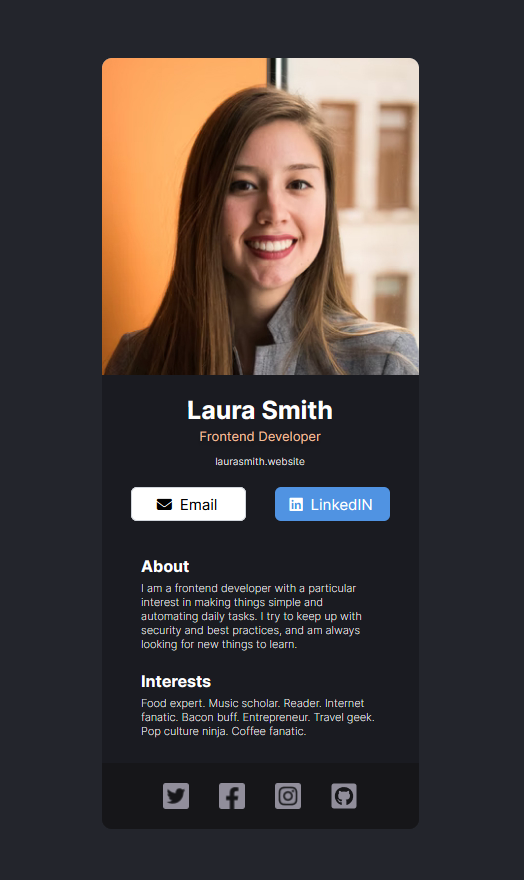 Laura Smith
Frontend Developer
laurasmith.website
Email
LinkedIN
About
I am a frontend developer with a particular
interest in making things simple and
automating daily tasks. I try to keep up with
security and best practices, and am always
looking for new things to learn.
Interests
Food expert. Music scholar. Reader. Internet
fanatic. Bacon buff. Entrepreneur. Travel geek.
Pop culture ninja. Coffee fanatic.